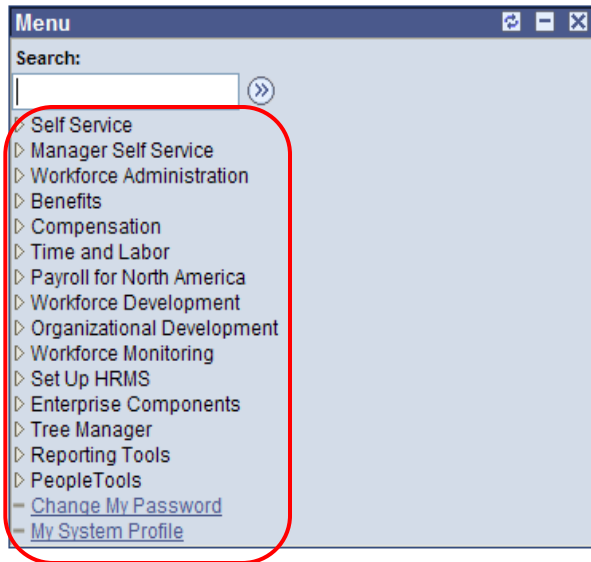 Menu
Search:
Self Service
Manager Self Service
Workforce Administration
Benefits
Compensation
Time and Labor
Payroll for North America
Workforce Development
Organizational Development
Workforce Monitoring
Set Up HRMS
Enterprise Components
Tree Manager
Reporting Tools
PeopleTools
Change My Password
My System Profile